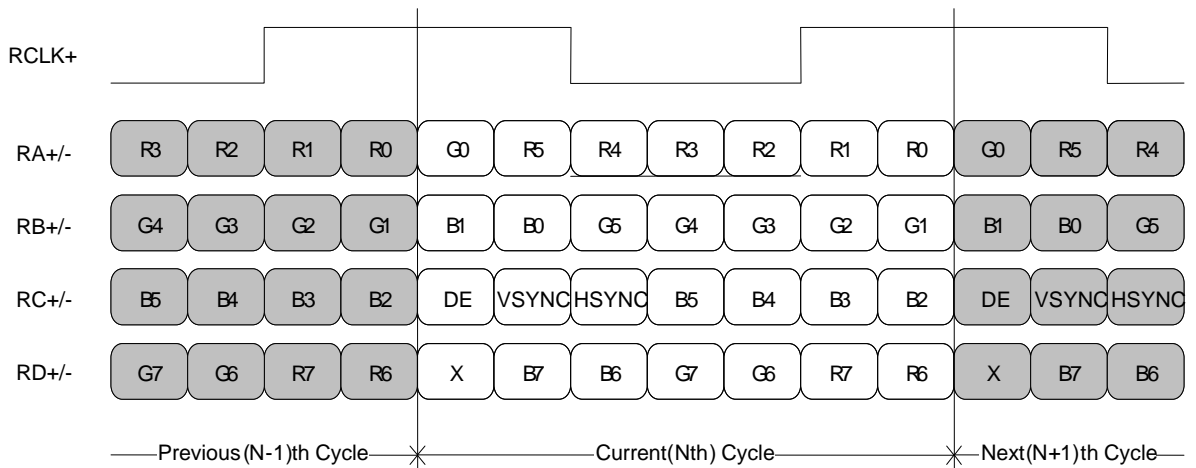 RCLK+
RA+/- R3 R2 R1 R0 G0 R5 R4 R3 R2 R1 R0 G0 R5 R4
RB+/- G4 G3 G2 G1 B1 B0 G5 G4 G3 G2 G1 B1 B0 G5
RC+/- B5 B4 B3 B2 DE VSYNC HSYNC B5 B4 B3 B2 DE VSYNC HSYNC
RD+/- G7 G6 R7 R6 X B7 B6 G7 G6 R7 R6 X B7 B6
Previous(N-1)th Cycle Current(Nth) Cycle Next(N+1)th Cycle